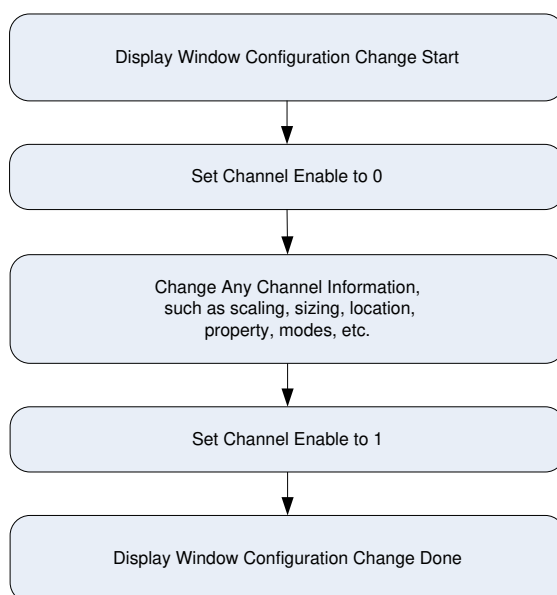 Display Window Configuration Change Start
Set Channel Enable to 0
Change Any Channel Information,
such as scaling, sizing, location,
property, modes, etc.
Set Channel Enable to 1
Display Window Configuration Change Done